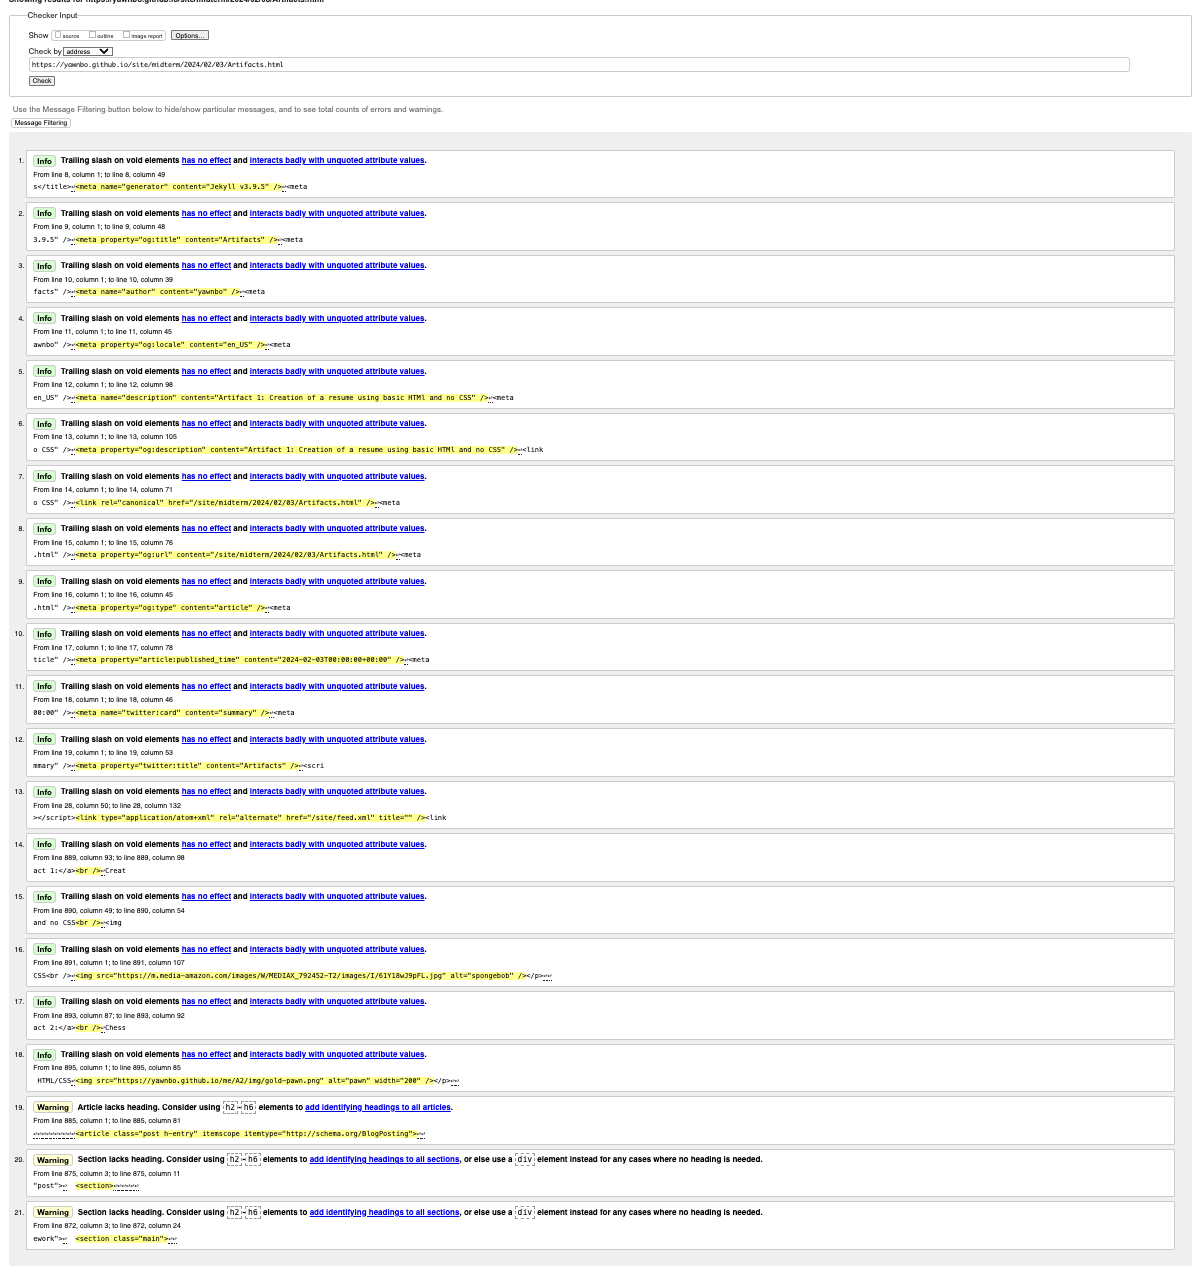 Showing results for https://yawnbo.github.io/site/midterm/2024/02/03/Artifacts.html
Checker Input
Show source outline image report Options...
Check by address
https://yawnbo.github.io/site/midterm/2024/02/03/Artifacts.html
Check
Use the Message Filtering button below to hide/show particular messages, and to see total counts of errors and warnings.
Message Filtering
1. Info Trailing slash on void elements has no effect and interacts badly with unquoted attribute values.
From line 8, column 1; to line 8, column 49
s</title>↩<meta name="generator" content="Jekyll v3.9.5" />↩<meta
2. Info Trailing slash on void elements has no effect and interacts badly with unquoted attribute values.
From line 9, column 1; to line 9, column 48
3.9.5" />↩<meta property="og:title" content="Artifacts" />↩<meta
3. Info Trailing slash on void elements has no effect and interacts badly with unquoted attribute values.
From line 10, column 1; to line 10, column 39
facts" />↩<meta name="author" content="yawnbo" />↩<meta
4. Info Trailing slash on void elements has no effect and interacts badly with unquoted attribute values.
From line 11, column 1; to line 11, column 45
awnbo" />↩<meta property="og:locale" content="en_US" />↩<meta
5. Info Trailing slash on void elements has no effect and interacts badly with unquoted attribute values.
From line 12, column 1; to line 12, column 98
en_US" />↩<meta name="description" content="Artifact 1: Creation of a resume using basic HTMl and no CSS" />↩<meta
6. Info Trailing slash on void elements has no effect and interacts badly with unquoted attribute values.
From line 13, column 1; to line 13, column 105
o CSS" />↩<meta property="og:description" content="Artifact 1: Creation of a resume using basic HTMl and no CSS" />↩<link
7. Info Trailing slash on void elements has no effect and interacts badly with unquoted attribute values.
From line 14, column 1; to line 14, column 71
o CSS" />↩<link rel="canonical" href="/site/midterm/2024/02/03/Artifacts.html" />↩<meta
8. Info Trailing slash on void elements has no effect and interacts badly with unquoted attribute values.
From line 15, column 1; to line 15, column 76
.html" />↩<meta property="og:url" content="/site/midterm/2024/02/03/Artifacts.html" />↩<meta
9. Info Trailing slash on void elements has no effect and interacts badly with unquoted attribute values.
From line 16, column 1; to line 16, column 45
.html" />↩<meta property="og:type" content="article" />↩<meta
10. Info Trailing slash on void elements has no effect and interacts badly with unquoted attribute values.
From line 17, column 1; to line 17, column 78
ticle" />↩<meta property="article:published_time" content="2024-02-03T00:00:00+00:00" />↩<meta
11. Info Trailing slash on void elements has no effect and interacts badly with unquoted attribute values.
From line 18, column 1; to line 18, column 46
00:00" />↩<meta name="twitter:card" content="summary" />↩<meta
12. Info Trailing slash on void elements has no effect and interacts badly with unquoted attribute values.
From line 19, column 1; to line 19, column 53
mmary" />↩<meta property="twitter:title" content="Artifacts" />↩<scri
13. Info Trailing slash on void elements has no effect and interacts badly with unquoted attribute values.
From line 28, column 50; to line 28, column 132
></script><link type="application/atom+xml" rel="alternate" href="/site/feed.xml" title="" /><link
14. Info Trailing slash on void elements has no effect and interacts badly with unquoted attribute values.
From line 889, column 93; to line 889, column 98
act 1:</a><br />↩Creat
15. Info Trailing slash on void elements has no effect and interacts badly with unquoted attribute values.
From line 890, column 49; to line 890, column 54
and no CSS<br />↩<img
16. Info Trailing slash on void elements has no effect and interacts badly with unquoted attribute values.
From line 891, column 1; to line 891, column 107
CSS<br />↩<img src="https://m.media-amazon.com/images/W/MEDIAX_792452-T2/images/I/61Y18wJ9pFL.jpg" alt="spongebob" /></p>↩↩
17. Info Trailing slash on void elements has no effect and interacts badly with unquoted attribute values.
From line 893, column 87; to line 893, column 92
act 2:</a><br />↩Chess
18. Info Trailing slash on void elements has no effect and interacts badly with unquoted attribute values.
From line 895, column 1; to line 895, column 85
HTML/CSS↩<img src="https://yawnbo.github.io/me/A2/img/gold-pawn.png" alt="pawn" width="200" /></p>↩↩
19. Warning Article lacks heading. Consider using h2-h6 elements to add identifying headings to all articles.
From line 885, column 1; to line 885, column 81
↩↩↩↩↩↩↩↩↩↩<article class="post h-entry" itemscope itemtype="http://schema.org/BlogPosting">↩↩
20. Warning Section lacks heading. Consider using h2-h6 elements to add identifying headings to all sections, or else use a div element instead for any cases where no heading is needed.
From line 875, column 3; to line 875, column 11
"post">↩ <section>↩↩↩↩↩↩
21. Warning Section lacks heading. Consider using h2-h6 elements to add identifying headings to all sections, or else use a div element instead for any cases where no heading is needed.
From line 872, column 3; to line 872, column 24
ework">↩ <section class="main">↩↩